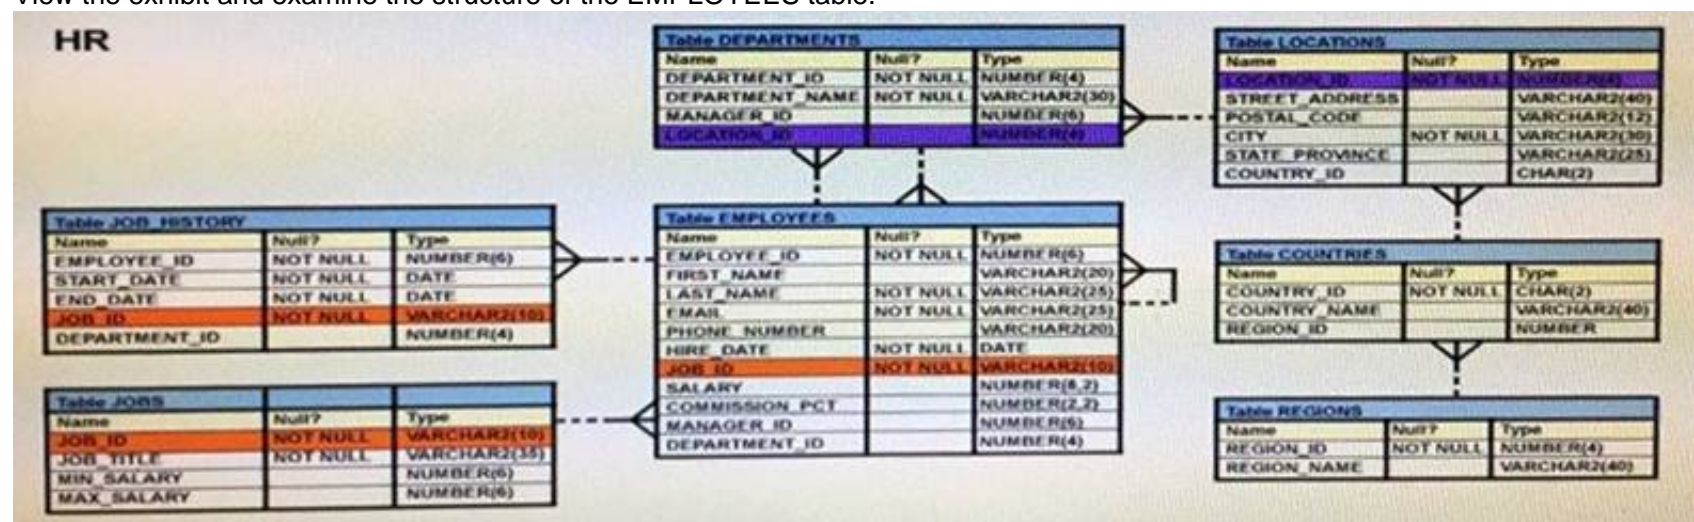 View the exhibit and examine the structure of the EMPLOYEES table.
HR
Table DEPARTMENTS
Name Null? Type
DEPARTMENT_ID NOT NULL NUMBER(4)
DEPARTMENT_NAME NOT NULL VARCHAR2(30)
MANAGER_ID NUMBER(6)
LOCATION_ID NUMBER(4)
Table LOCATIONS
Name Null? Type
LOCATION_ID NOT NULL NUMBER(4)
STREET_ADDRESS VARCHAR2(40)
POSTAL_CODE VARCHAR2(12)
CITY NOT NULL VARCHAR2(30)
STATE_PROVINCE VARCHAR2(25)
COUNTRY_ID CHAR(2)
Table JOB_HISTORY
Name Null? Type
EMPLOYEE_ID NOT NULL NUMBER(6)
START_DATE NOT NULL DATE
END_DATE NOT NULL DATE
JOB_ID NOT NULL VARCHAR2(10)
DEPARTMENT_ID NUMBER(4)
Table EMPLOYEES
Name Null? Type
EMPLOYEE_ID NOT NULL NUMBER(6)
FIRST_NAME VARCHAR2(20)
LAST_NAME NOT NULL VARCHAR2(25)
EMAIL NOT NULL VARCHAR2(25)
PHONE_NUMBER VARCHAR2(20)
HIRE_DATE NOT NULL DATE
JOB_ID NOT NULL VARCHAR2(10)
SALARY NUMBER(8,2)
COMMISSION_PCT NUMBER(2,2)
MANAGER_ID NUMBER(6)
DEPARTMENT_ID NUMBER(4)
Table COUNTRIES
Name Null? Type
COUNTRY_ID NOT NULL CHAR(2)
COUNTRY_NAME VARCHAR2(40)
REGION_ID NUMBER
Table JOBS
Name Null? Type
JOB_ID NOT NULL VARCHAR2(10)
JOB_TITLE NOT NULL VARCHAR2(35)
MIN_SALARY NUMBER(6)
MAX_SALARY NUMBER(6)
Table REGIONS
Name Null? Type
REGION_ID NOT NULL NUMBER(4)
REGION_NAME VARCHAR2(40)